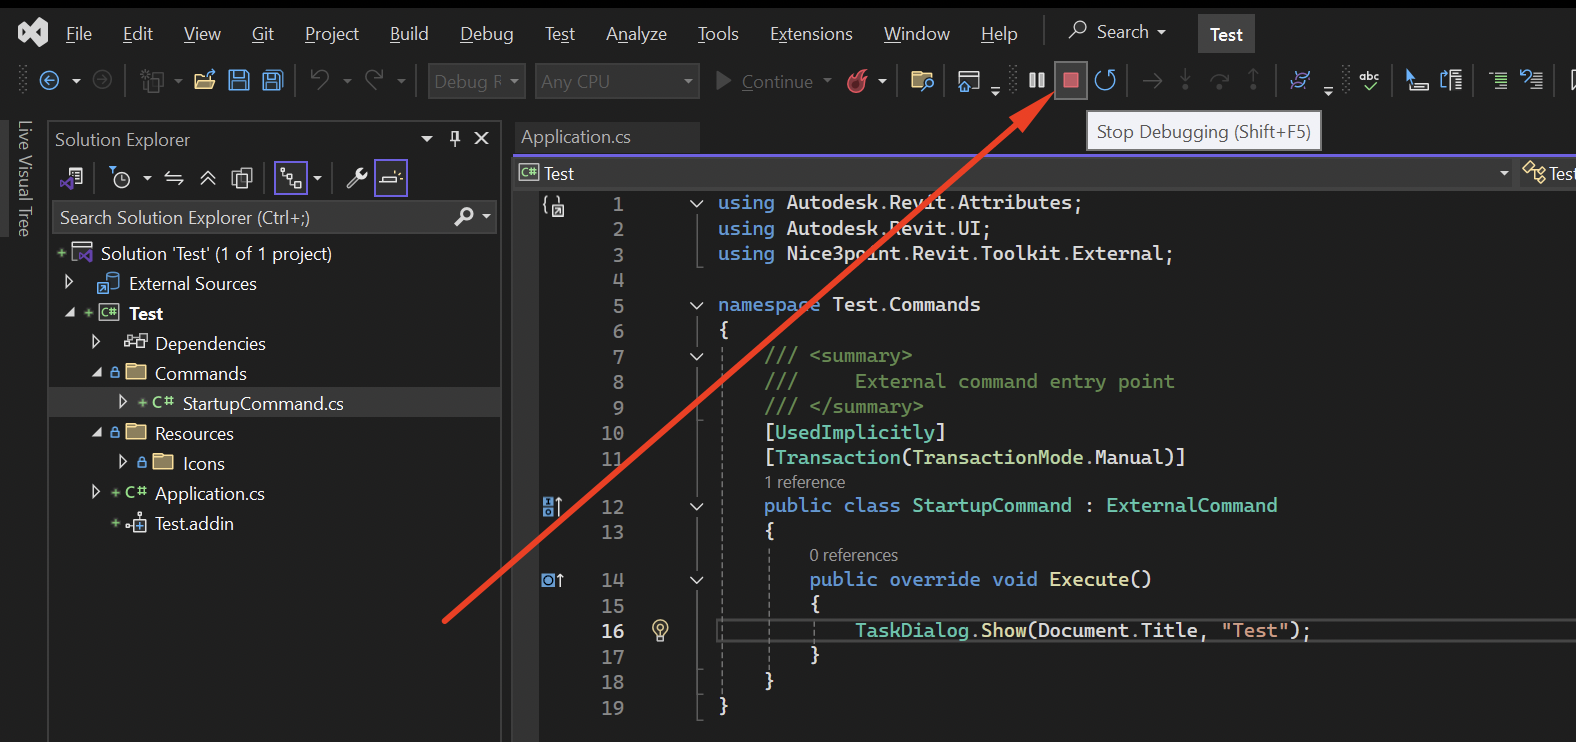 File Edit View Git Project Build Debug Test Analyze Tools Extensions Window Help Search Test
Debug R Any CPU Continue abc
Stop Debugging (Shift+F5)
Live Visual Tree
Solution Explorer
Search Solution Explorer (Ctrl+;)
Solution 'Test' (1 of 1 project)
External Sources
C# Test
Dependencies
Commands
C# StartupCommand.cs
Resources
Icons
C# Application.cs
Test.addin
Application.cs
C# Test Test
1 using Autodesk.Revit.Attributes;
2 using Autodesk.Revit.UI;
3 using Nice3point.Revit.Toolkit.External;
4
5 namespace Test.Commands
6 {
7 /// <summary>
8 /// External command entry point
9 /// </summary>
10 [UsedImplicitly]
11 [Transaction(TransactionMode.Manual)]
1 reference
12 public class StartupCommand : ExternalCommand
13 {
0 references
14 public override void Execute()
15 {
16 TaskDialog.Show(Document.Title, "Test");
17 }
18 }
19 }